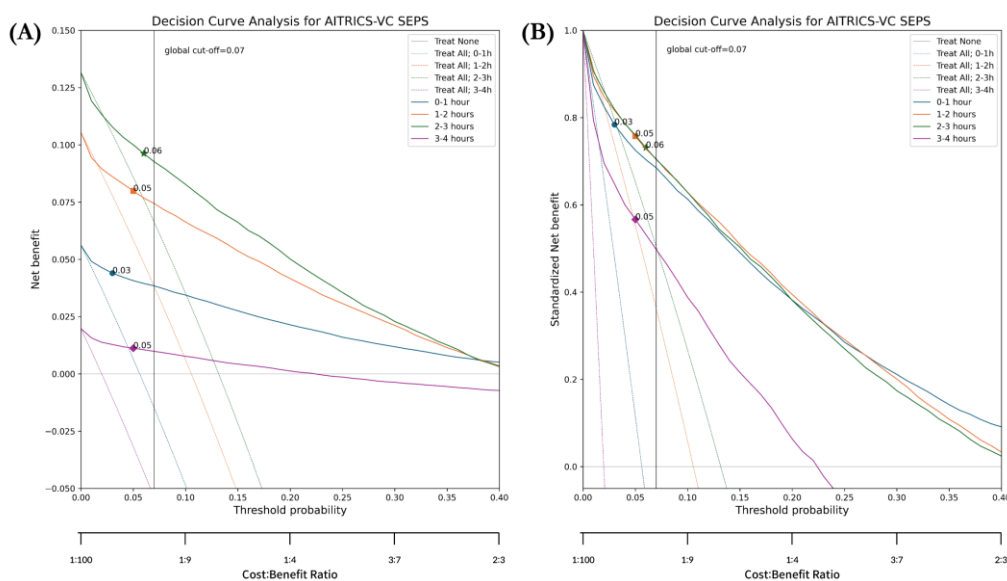 (A)
Decision Curve Analysis for AITRICS-VC SEPS
global cut-off=0.07
Treat None
Treat All; 0-1h
Treat All; 1-2h
Treat All; 2-3h
Treat All; 3-4h
0-1 hour
1-2 hours
2-3 hours
3-4 hours
0.150
0.125
0.100
0.075
0.050
0.025
0.000
−0.025
−0.050
Net benefit
0.06
0.05
0.03
0.05
0.00 0.05 0.10 0.15 0.20 0.25 0.30 0.35 0.40
Threshold probability
1:100 1:9 1:4 3:7 2:3
Cost:Benefit Ratio
(B)
Decision Curve Analysis for AITRICS-VC SEPS
global cut-off=0.07
Treat None
Treat All; 0-1h
Treat All; 1-2h
Treat All; 2-3h
Treat All; 3-4h
0-1 hour
1-2 hours
2-3 hours
3-4 hours
1.0
0.8
0.6
0.4
0.2
0.0
Standardized Net benefit
0.03
0.05
0.06
0.05
0.00 0.05 0.10 0.15 0.20 0.25 0.30 0.35 0.40
Threshold probability
1:100 1:9 1:4 3:7 2:3
Cost:Benefit Ratio